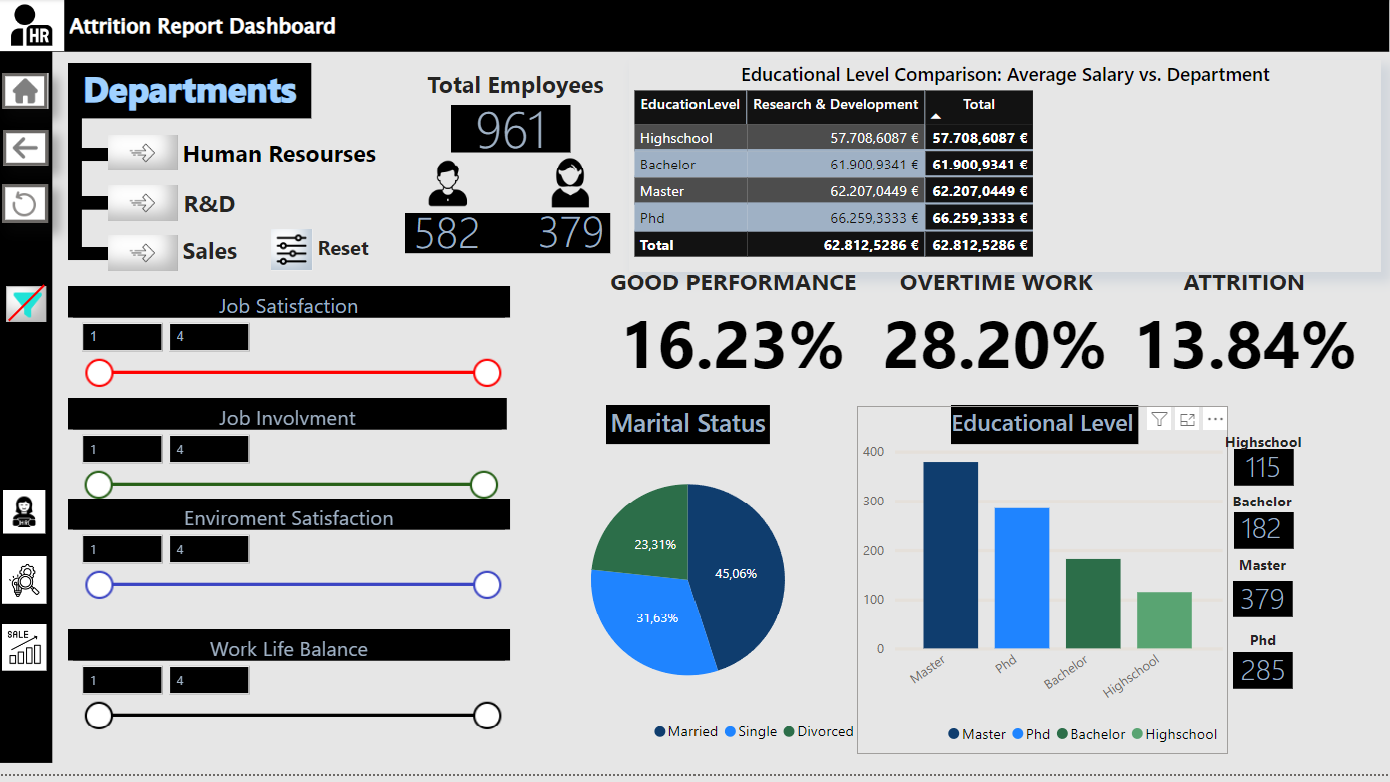 HR
Attrition Report Dashboard
Departments
Human Resourses
R&D
Sales
Reset
Total Employees
961
582 379
Educational Level Comparison: Average Salary vs. Department
EducationLevel Research & Development Total
Highschool 57.708,6087 € 57.708,6087 €
Bachelor 61.900,9341 € 61.900,9341 €
Master 62.207,0449 € 62.207,0449 €
Phd 66.259,3333 € 66.259,3333 €
Total 62.812,5286 € 62.812,5286 €
GOOD PERFORMANCE OVERTIME WORK ATTRITION
16.23% 28.20% 13.84%
Job Satisfaction
1 4
Job Involvment
1 4
Enviroment Satisfaction
1 4
Work Life Balance
1 4
HR
SALE
Marital Status
45,06%
31,63%
23,31%
Married Single Divorced
Educational Level
400
300
200
100
0
Master Phd Bachelor Highschool
Master Phd Bachelor Highschool
Highschool
115
Bachelor
182
Master
379
Phd
285